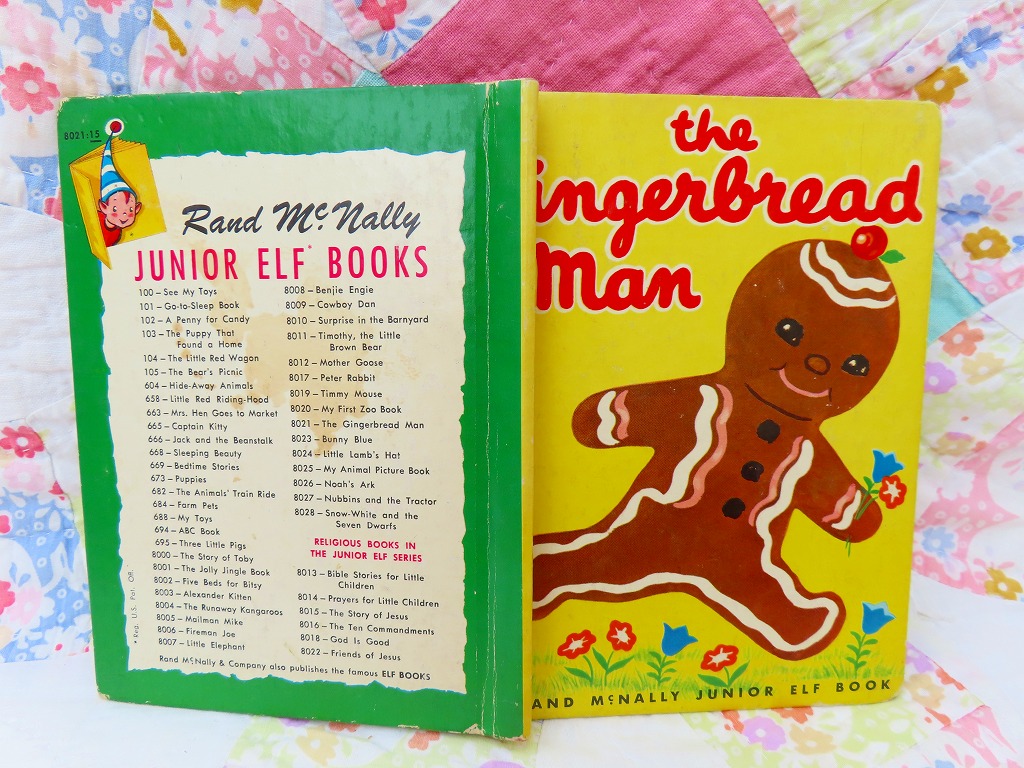 8021:15
Rand McNally
JUNIOR ELF* BOOKS
100 – See My Toys
101 – Go-to-Sleep Book
102 – A Penny for Candy
103 – The Puppy That
Found a Home
104 – The Little Red Wagon
105 – The Bear's Picnic
604 – Hide-Away Animals
658 – Little Red Riding-Hood
663 – Mrs. Hen Goes to Market
665 – Captain Kitty
666 – Jack and the Beanstalk
668 – Sleeping Beauty
669 – Bedtime Stories
673 – Puppies
682 – The Animals' Train Ride
684 – Farm Pets
688 – My Toys
694 – ABC Book
695 – Three Little Pigs
8000 – The Story of Toby
8001 – The Jolly Jingle Book
8002 – Five Beds for Bitsy
8003 – Alexander Kitten
8004 – The Runaway Kangaroos
8005 – Mailman Mike
8006 – Fireman Joe
8007 – Little Elephant
8008 – Benjie Engie
8009 – Cowboy Dan
8010 – Surprise in the Barnyard
8011 – Timothy, the Little
Brown Bear
8012 – Mother Goose
8017 – Peter Rabbit
8019 – Timmy Mouse
8020 – My First Zoo Book
8021 – The Gingerbread Man
8023 – Bunny Blue
8024 – Little Lamb's Hat
8025 – My Animal Picture Book
8026 – Noah's Ark
8027 – Nubbins and the Tractor
8028 – Snow-White and the
Seven Dwarfs
RELIGIOUS BOOKS IN
THE JUNIOR ELF SERIES
8013 – Bible Stories for Little
Children
8014 – Prayers for Little Children
8015 – The Story of Jesus
8016 – The Ten Commandments
8018 – God Is Good
8022 – Friends of Jesus
* Reg. U.S. Pat. Off.
Rand McNally & Company also publishes the famous ELF BOOKS
the
ingerbread
Man
AND McNALLY JUNIOR ELF BOOK